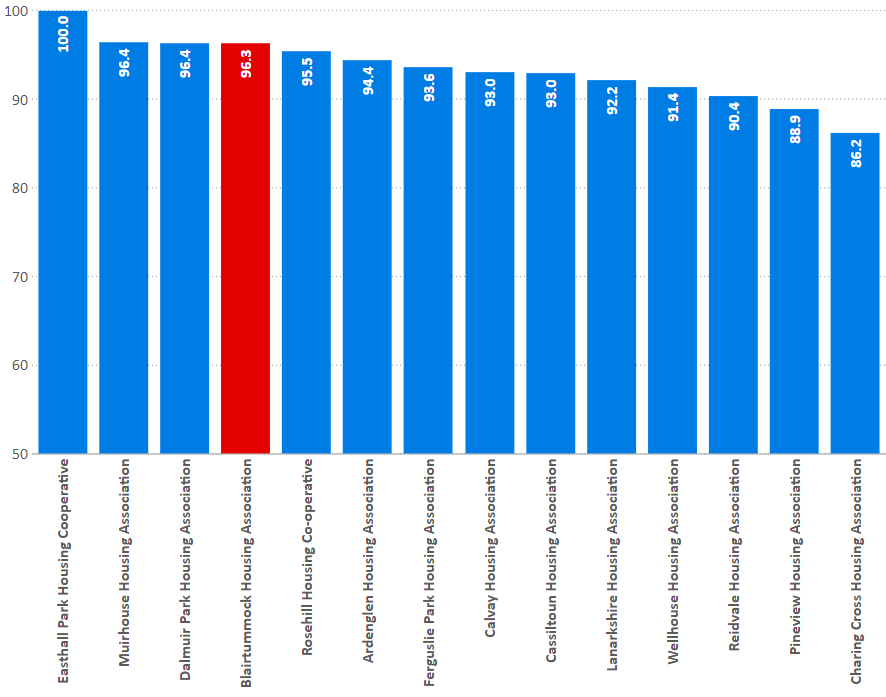 100
90
80
70
60
50
100.0
96.4
96.4
96.3
95.5
94.4
93.6
93.0
93.0
92.2
91.4
90.4
88.9
86.2
Easthall Park Housing Cooperative
Muirhouse Housing Association
Dalmuir Park Housing Association
Blairtummock Housing Association
Rosehill Housing Co-operative
Ardenglen Housing Association
Ferguslie Park Housing Association
Calvay Housing Association
Cassiltoun Housing Association
Lanarkshire Housing Association
Wellhouse Housing Association
Reidvale Housing Association
Pineview Housing Association
Charing Cross Housing Association